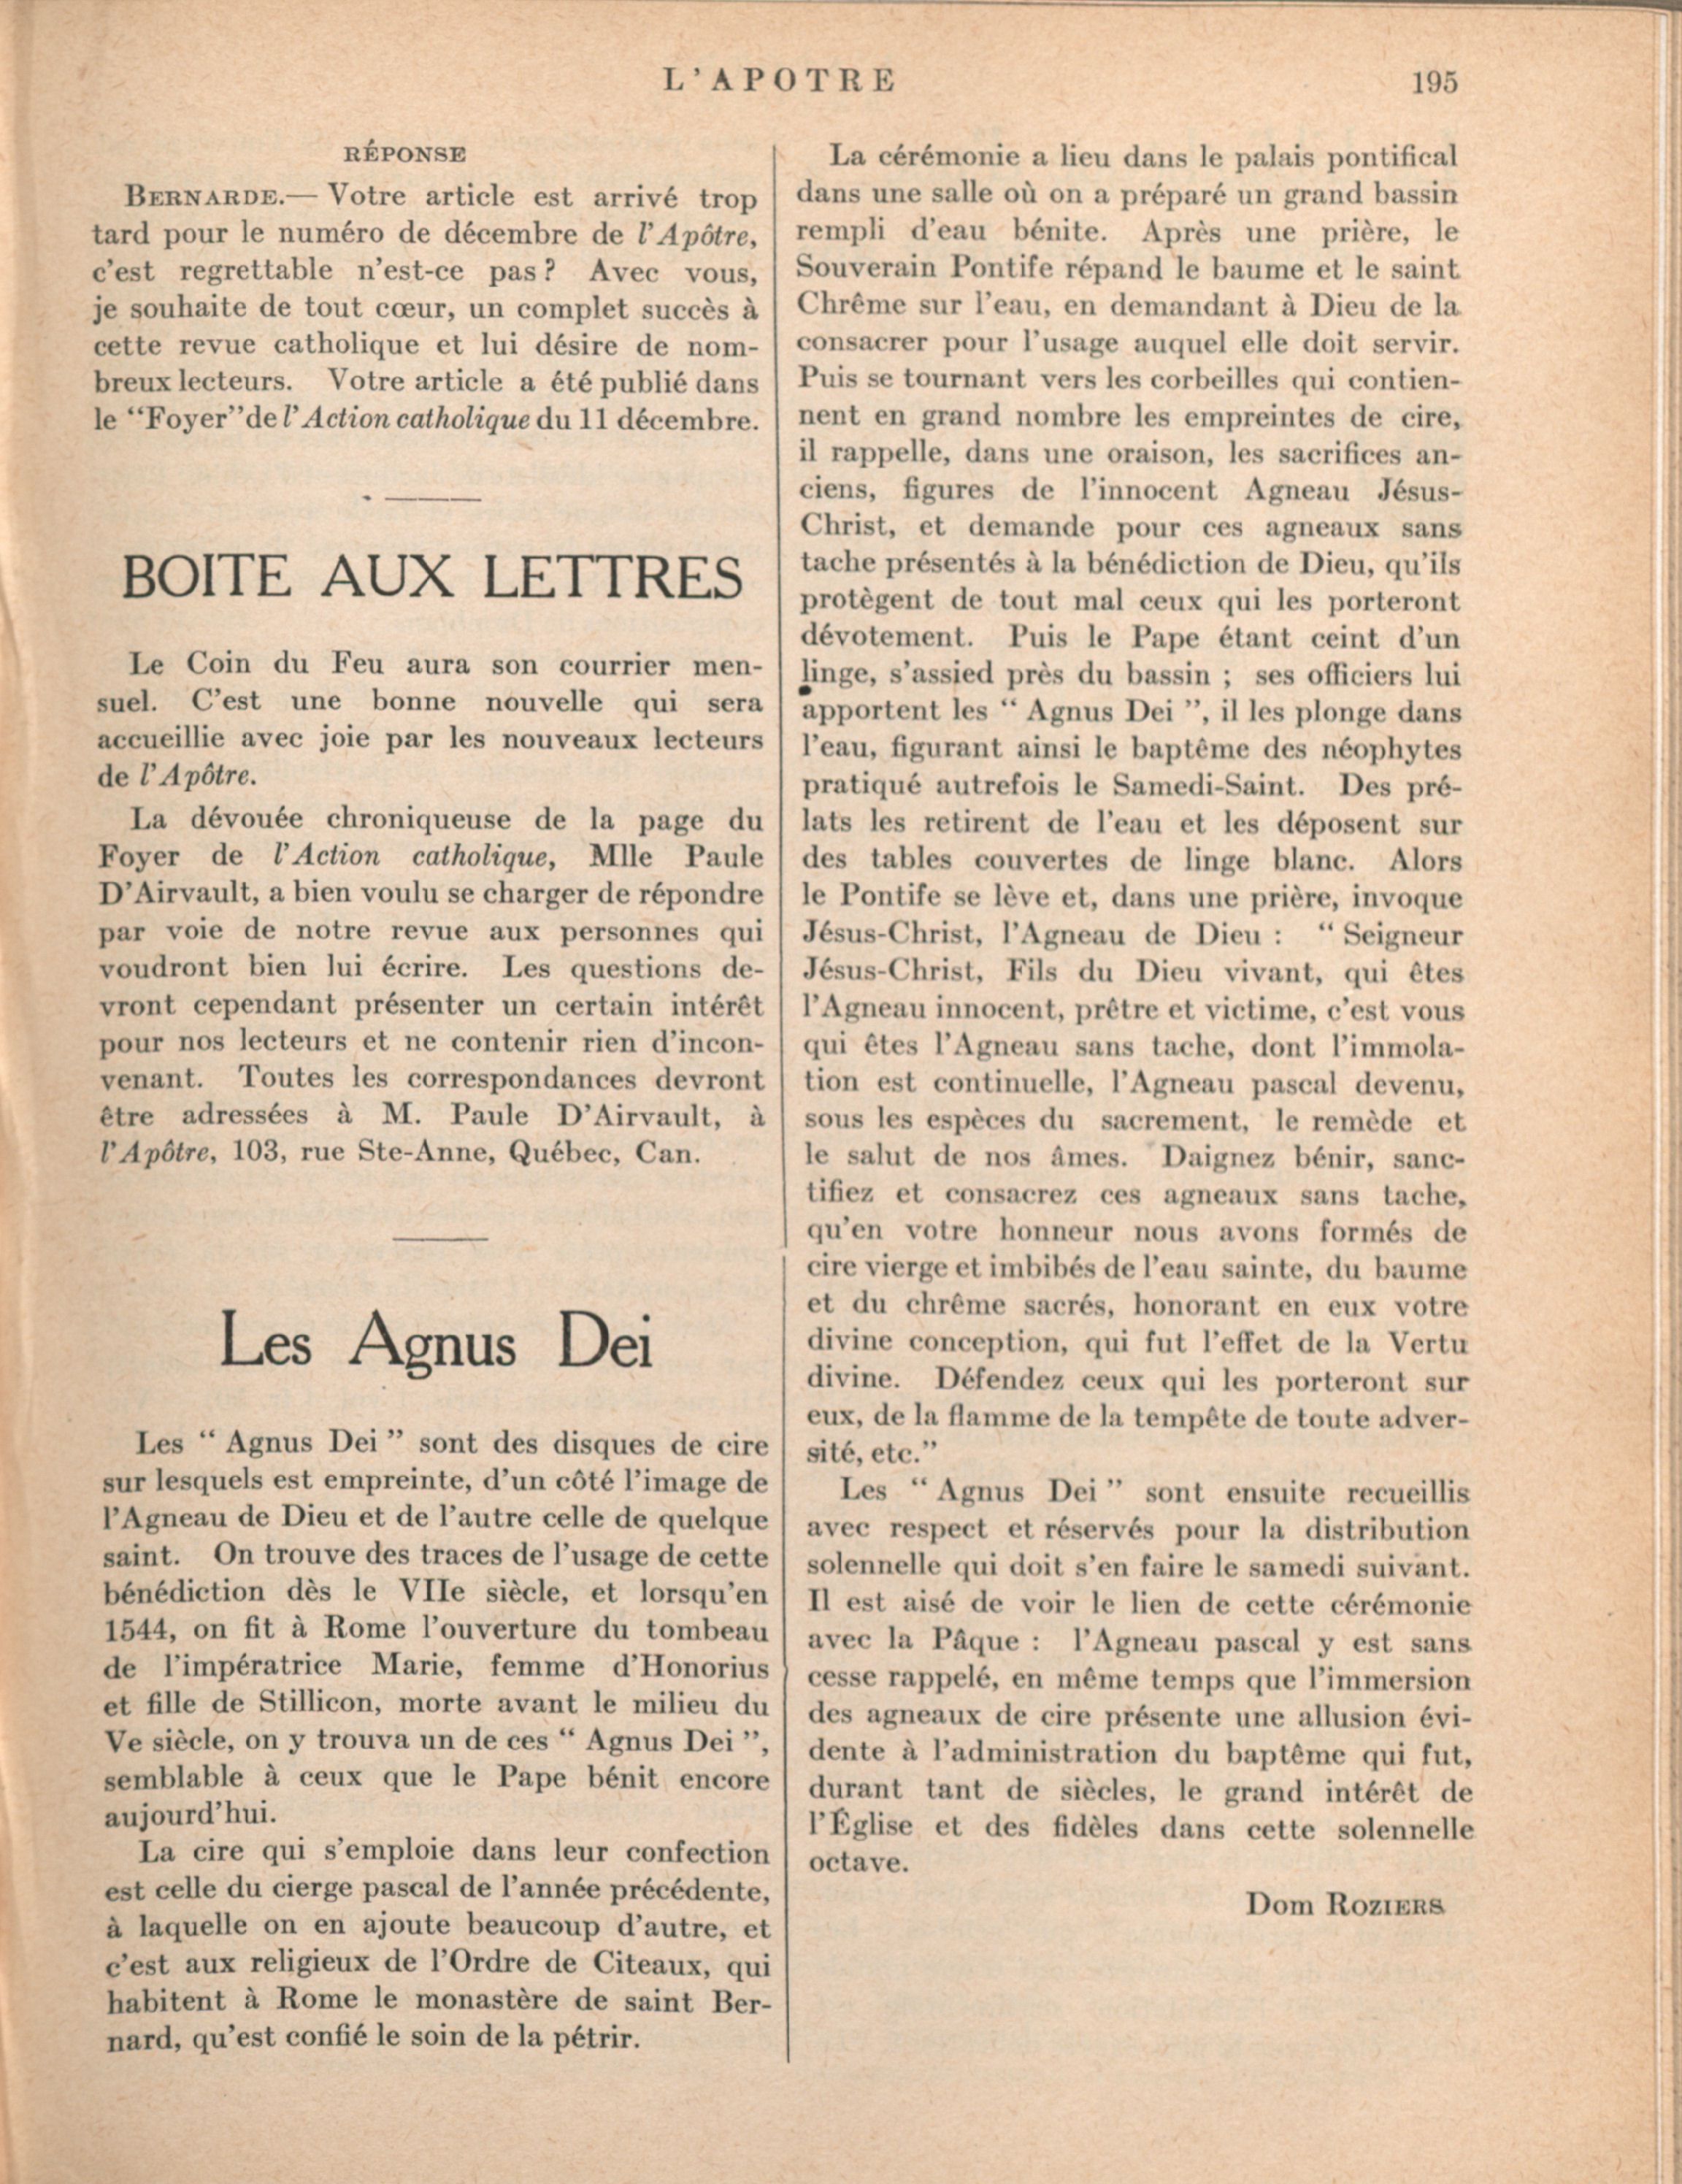 L'APOTRE
195
RÉPONSE
BERNARDE.— Votre article est arrivé trop
tard pour le numéro de décembre de l'Apôtre,
c'est regrettable n'est-ce pas? Avec vous,
je souhaite de tout cœur, un complet succès à
cette revue catholique et lui désire de nom-
breux lecteurs. Votre article a été publié dans
le "Foyer" de l'Action catholique du 11 décembre.
BOITE AUX LETTRES
Le Coin du Feu aura son courrier men-
suel. C'est une bonne nouvelle qui sera
accueillie avec joie par les nouveaux lecteurs
de l'Apôtre.
La dévouée chroniqueuse de la page du
Foyer de l'Action catholique, Mlle Paule
D'Airvault, a bien voulu se charger de répondre
par voie de notre revue aux personnes qui
voudront bien lui écrire. Les questions de-
vront cependant présenter un certain intérêt
pour nos lecteurs et ne contenir rien d'incon-
venant. Toutes les correspondances devront
être adressées à M. Paule D'Airvault, à
l'Apôtre, 103, rue Ste-Anne, Québec, Can.
Les Agnus Dei
Les " Agnus Dei " sont des disques de cire
sur lesquels est empreinte, d'un côté l'image de
l'Agneau de Dieu et de l'autre celle de quelque
saint. On trouve des traces de l'usage de cette
bénédiction dès le VIIe siècle, et lorsqu'en
1544, on fit à Rome l'ouverture du tombeau
de l'impératrice Marie, femme d'Honorius
et fille de Stillicon, morte avant le milieu du
Ve siècle, on y trouva un de ces " Agnus Dei ",
semblable à ceux que le Pape bénit encore
aujourd'hui.
La cire qui s'emploie dans leur confection
est celle du cierge pascal de l'année précédente,
à laquelle on en ajoute beaucoup d'autre, et
c'est aux religieux de l'Ordre de Citeaux, qui
habitent à Rome le monastère de saint Ber-
nard, qu'est confié le soin de la pétrir.
La cérémonie a lieu dans le palais pontifical
dans une salle où on a préparé un grand bassin
rempli d'eau bénite. Après une prière, le
Souverain Pontife répand le baume et le saint
Chrême sur l'eau, en demandant à Dieu de la
consacrer pour l'usage auquel elle doit servir.
Puis se tournant vers les corbeilles qui contien-
nent en grand nombre les empreintes de cire,
il rappelle, dans une oraison, les sacrifices an-
ciens, figures de l'innocent Agneau Jésus-
Christ, et demande pour ces agneaux sans
tache présentés à la bénédiction de Dieu, qu'ils
protègent de tout mal ceux qui les porteront
dévotement. Puis le Pape étant ceint d'un
linge, s'assied près du bassin ; ses officiers lui
apportent les " Agnus Dei ", il les plonge dans
l'eau, figurant ainsi le baptême des néophytes
pratiqué autrefois le Samedi-Saint. Des pré-
lats les retirent de l'eau et les déposent sur
des tables couvertes de linge blanc. Alors
le Pontife se lève et, dans une prière, invoque
Jésus-Christ, l'Agneau de Dieu : " Seigneur
Jésus-Christ, Fils du Dieu vivant, qui êtes
l'Agneau innocent, prêtre et victime, c'est vous
qui êtes l'Agneau sans tache, dont l'immola-
tion est continuelle, l'Agneau pascal devenu,
sous les espèces du sacrement, le remède et
le salut de nos âmes. Daignez bénir, sanc-
tifiez et consacrez ces agneaux sans tache,
qu'en votre honneur nous avons formés de
cire vierge et imbibés de l'eau sainte, du baume
et du chrême sacrés, honorant en eux votre
divine conception, qui fut l'effet de la Vertu
divine. Défendez ceux qui les porteront sur
eux, de la flamme de la tempête de toute adver-
sité, etc."
Les " Agnus Dei " sont ensuite recueillis
avec respect et réservés pour la distribution
solennelle qui doit s'en faire le samedi suivant.
Il est aisé de voir le lien de cette cérémonie
avec la Pâque : l'Agneau pascal y est sans
cesse rappelé, en même temps que l'immersion
des agneaux de cire présente une allusion évi-
dente à l'administration du baptême qui fut,
durant tant de siècles, le grand intérêt de
l'Église et des fidèles dans cette solennelle
octave.
Dom ROZIERS